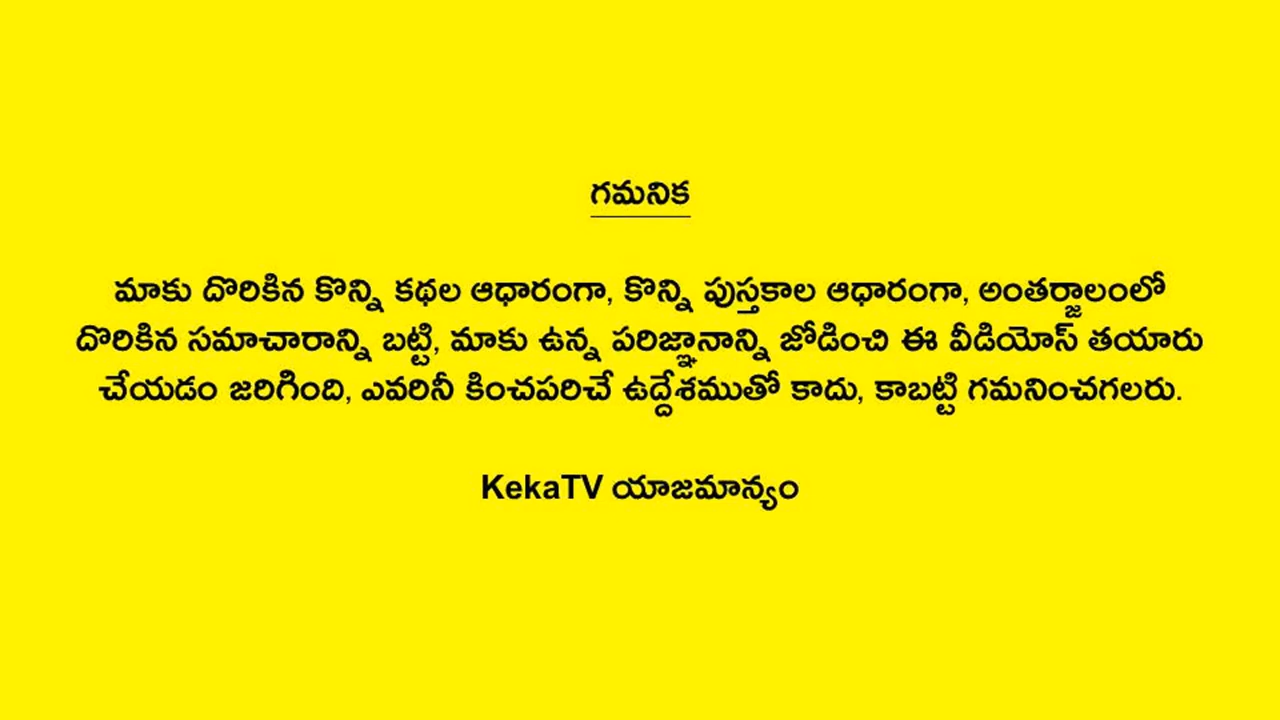 గమనిక
మాకు దొరికిన కొన్ని కథల ఆధారంగా, కొన్ని పుస్తకాల ఆధారంగా, అంతర్జాలంలో
దొరికిన సమాచారాన్ని బట్టి, మాకు ఉన్న పరిజ్ఞానాన్ని జోడించి ఈ వీడియోస్ తయారు
చేయడం జరిగింది, ఎవరినీ కించపరిచే ఉద్దేశముతో కాదు, కాబట్టి గమనించగలరు.
KekaTV యాజమాన్యం